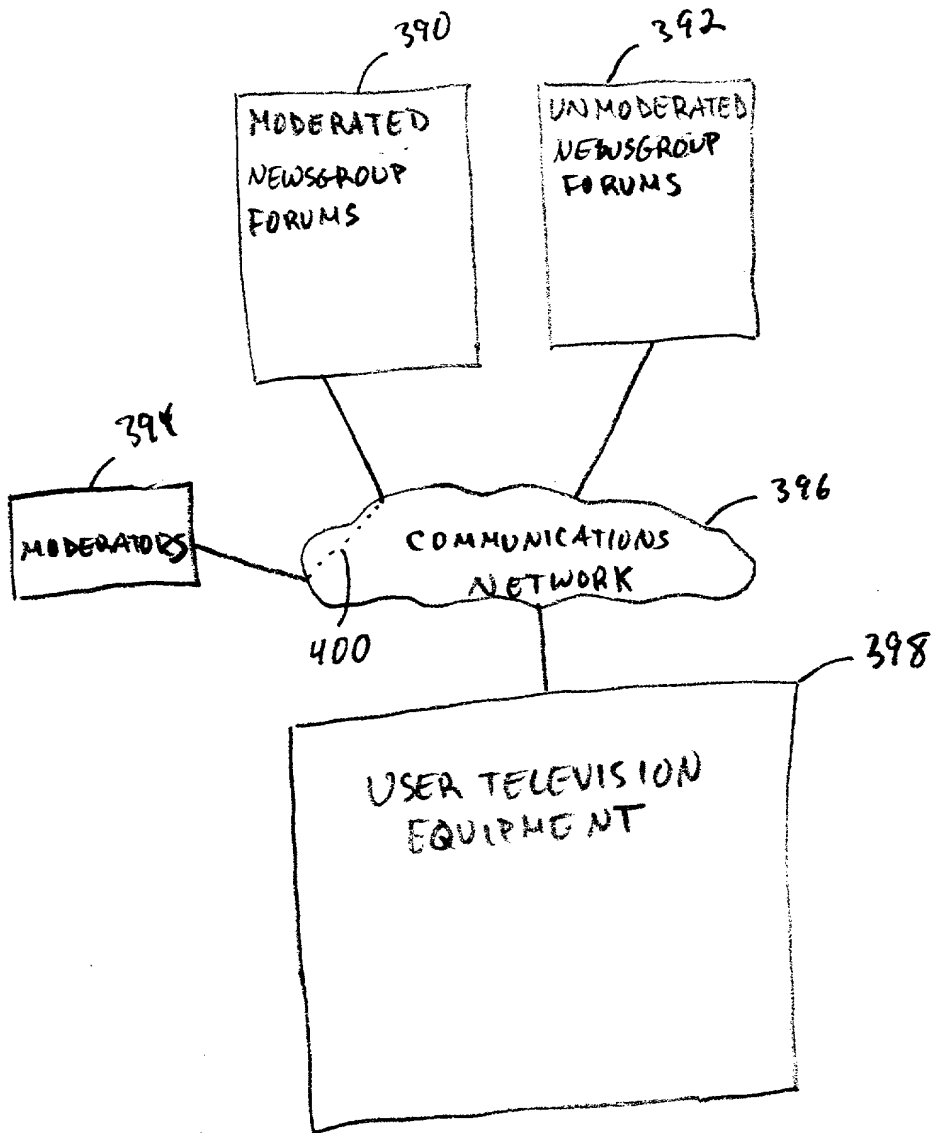 390
392
MODERATED
NEWSGROUP
FORUMS
UNMODERATED
NEWSGROUP
FORUMS
394
MODERATORS
396
COMMUNICATIONS
NETWORK
400
398
USER TELEVISION
EQUIPMENT